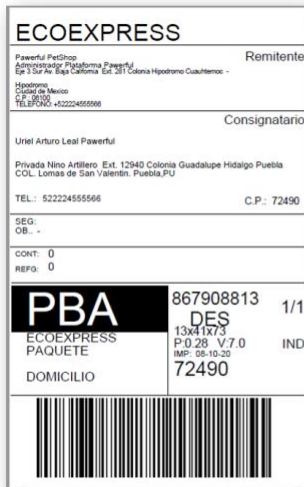 ECOEXPRESS
Pawerful PetShop
Remitente
Administrador Plataforma Pawerful
Eje 3 Sur Av. Baja California Ext. 281 Colonia Hipodromo Cuauhtemoc -
Hipodromo
Ciudad de Mexico
C.P.: 06100
TELEFONO: +522224555566
Consignatario
Uriel Arturo Leal Pawerful
Privada Nino Artillero Ext. 12940 Colonia Guadalupe Hidalgo Puebla
COL. Lomas de San Valentin. Puebla,PU
TEL.: 522224555566
C.P.: 72490
SEG:
OB.. -
CONT: 0
REFG: 0
PBA
867908813
1/1
DES
ECOEXPRESS
13x41x73
PAQUETE
P:0.28 V:7.0
IND
IMP: 08-10-20
DOMICILIO
72490